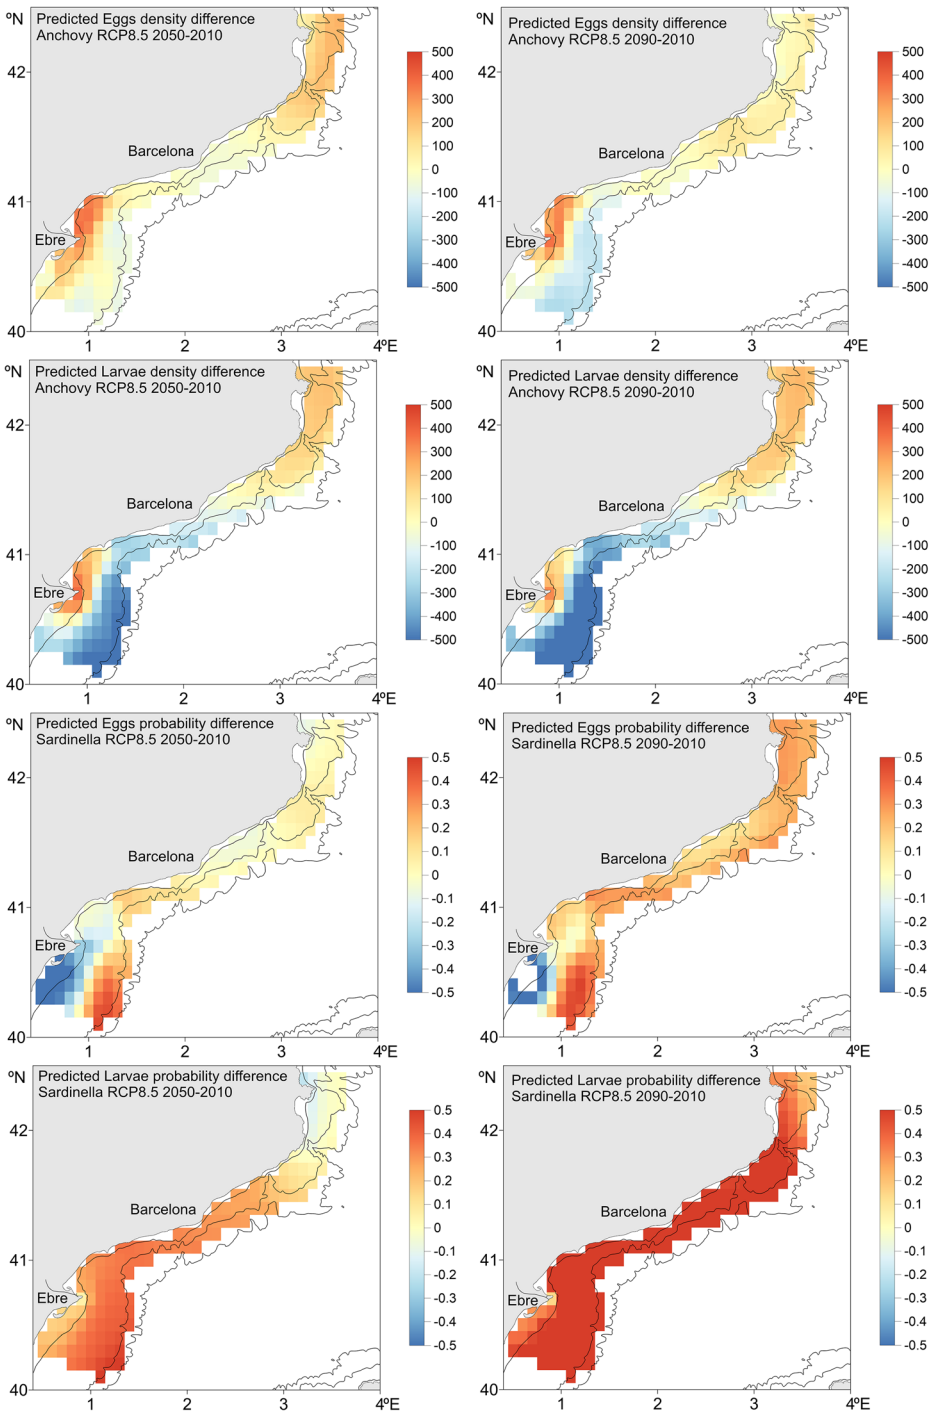 Predicted Eggs density difference
Anchovy RCP8.5 2050-2010
ºN
42
41
40
Barcelona
Ebre
1
2
3
4ºE
500
400
300
200
100
0
-100
-200
-300
-400
-500
Predicted Eggs density difference
Anchovy RCP8.5 2090-2010
ºN
42
41
40
Barcelona
Ebre
1
2
3
4ºE
500
400
300
200
100
0
-100
-200
-300
-400
-500
Predicted Larvae density difference
Anchovy RCP8.5 2050-2010
ºN
42
41
40
Barcelona
Ebre
1
2
3
4ºE
500
400
300
200
100
0
-100
-200
-300
-400
-500
Predicted Larvae density difference
Anchovy RCP8.5 2090-2010
ºN
42
41
40
Barcelona
Ebre
1
2
3
4ºE
500
400
300
200
100
0
-100
-200
-300
-400
-500
Predicted Eggs probability difference
Sardinella RCP8.5 2050-2010
ºN
42
41
40
Barcelona
Ebre
1
2
3
4ºE
0.5
0.4
0.3
0.2
0.1
0
-0.1
-0.2
-0.3
-0.4
-0.5
Predicted Eggs probability difference
Sardinella RCP8.5 2090-2010
ºN
42
41
40
Barcelona
Ebre
1
2
3
4ºE
0.5
0.4
0.3
0.2
0.1
0
-0.1
-0.2
-0.3
-0.4
-0.5
Predicted Larvae probability difference
Sardinella RCP8.5 2050-2010
ºN
42
41
40
Barcelona
Ebre
1
2
3
4ºE
0.5
0.4
0.3
0.2
0.1
0
-0.1
-0.2
-0.3
-0.4
-0.5
Predicted Larvae probability difference
Sardinella RCP8.5 2090-2010
ºN
42
41
40
Barcelona
Ebre
1
2
3
4ºE
0.5
0.4
0.3
0.2
0.1
0
-0.1
-0.2
-0.3
-0.4
-0.5